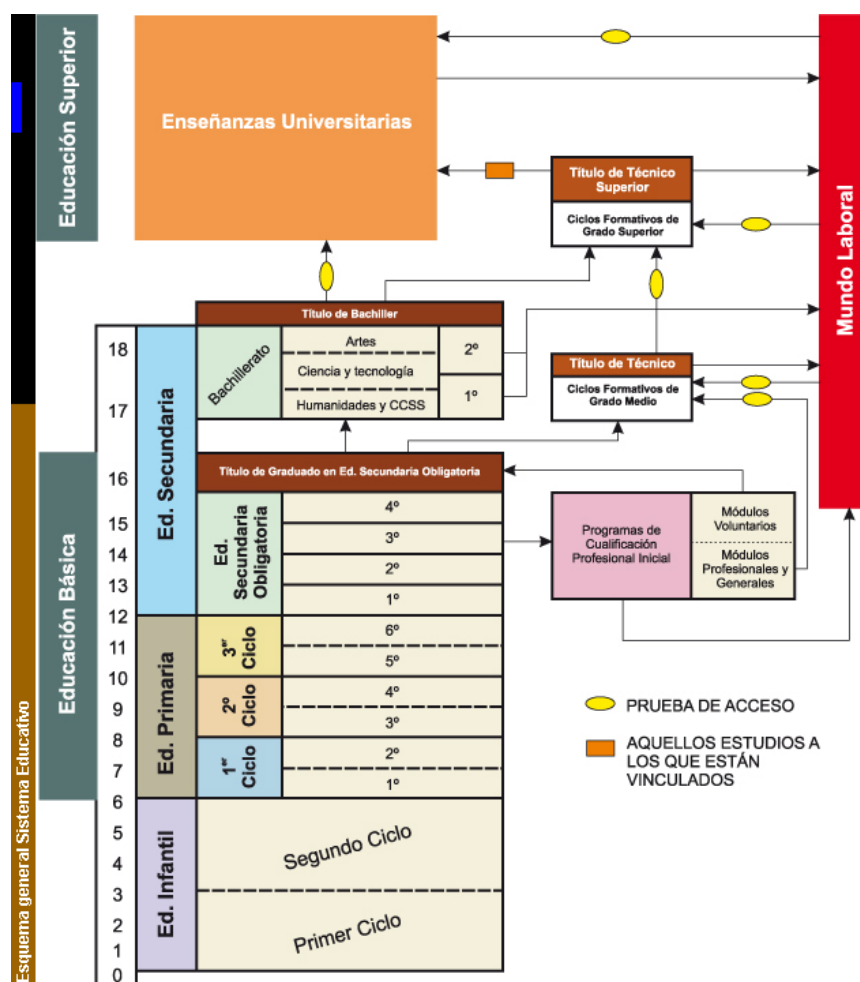 Educación Superior
Enseñanzas Universitarias
Título de Técnico
Superior
Ciclos Formativos de
Grado Superior
Mundo Laboral
Título de Bachiller
18
17
Bachillerato
Artes
Ciencia y tecnología
Humanidades y CCSS
2º
1º
Título de Técnico
Ciclos Formativos de
Grado Medio
Ed. Secundaria
Educación Básica
16
15
14
13
12
Título de Graduado en Ed. Secundaria Obligatoria
Ed.
Secundaria
Obligatoria
4º
3º
2º
1º
Programas de
Cualificación
Profesional Inicial
Módulos
Voluntarios
Módulos
Profesionales y
Generales
Ed. Primaria
11
10
9
8
7
6
3er
Ciclo
6º
5º
2º
Ciclo
4º
3º
1er
Ciclo
2º
1º
PRUEBA DE ACCESO
AQUELLOS ESTUDIOS A
LOS QUE ESTÁN
VINCULADOS
Ed. Infantil
5
4
3
2
1
0
Segundo Ciclo
Primer Ciclo
Esquema general Sistema Educativo